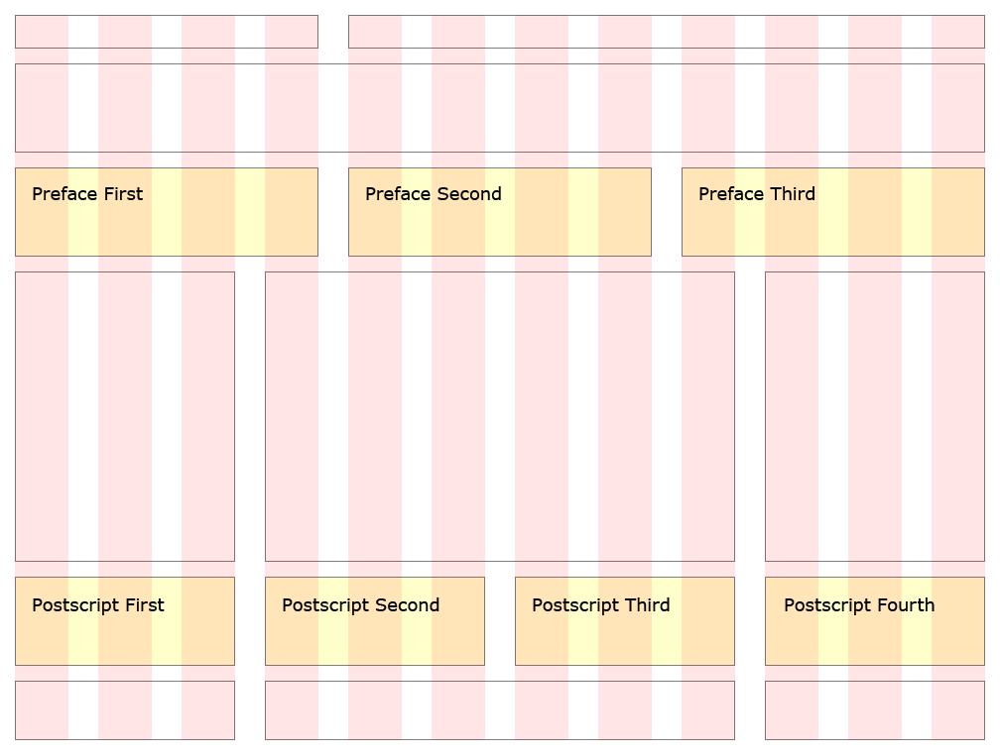 Preface First
Preface Second
Preface Third
Postscript First
Postscript Second
Postscript Third
Postscript Fourth